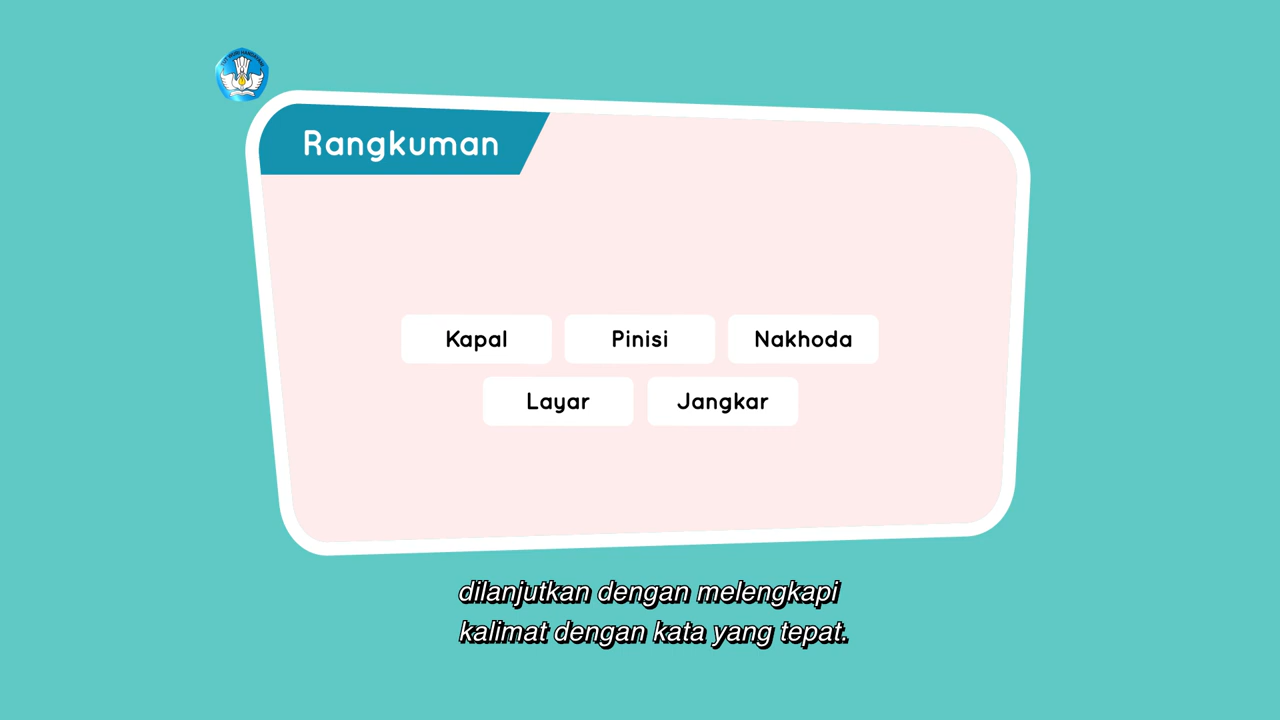 Rangkuman
Kapal Pinisi Nakhoda
Layar Jangkar
dilanjutkan dengan melengkapi
kalimat dengan kata yang tepat.